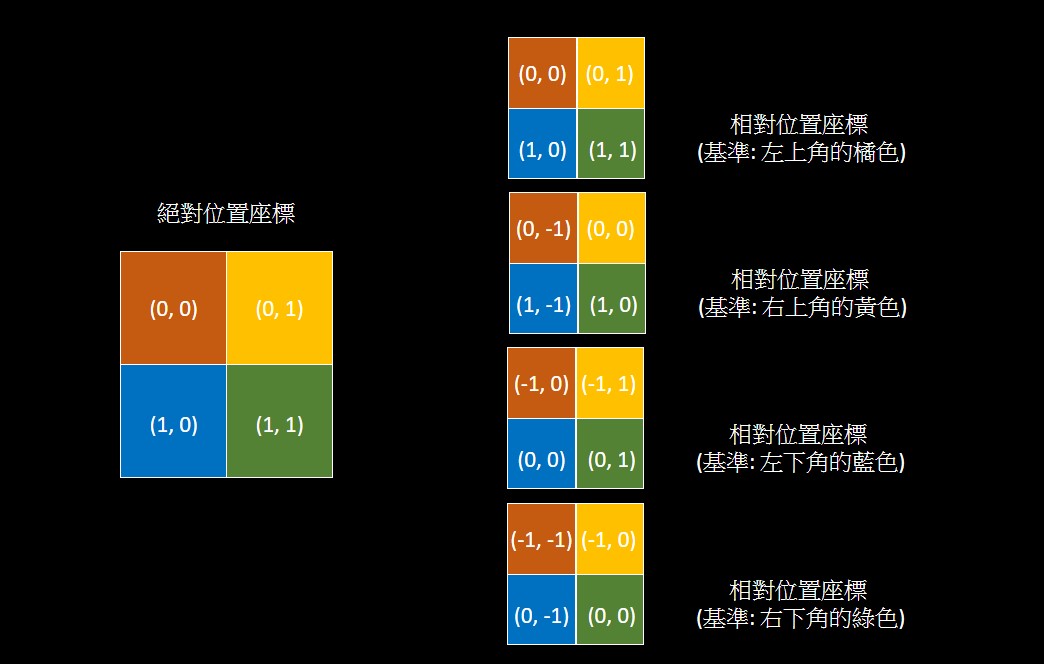 絕對位置座標
(0, 0) (0, 1)
(1, 0) (1, 1)
(0, 0) (0, 1)
(1, 0) (1, 1)
相對位置座標
(基準: 左上角的橘色)
(0, -1) (0, 0)
(1, -1) (1, 0)
相對位置座標
(基準: 右上角的黃色)
(-1, 0) (-1, 1)
(0, 0) (0, 1)
相對位置座標
(基準: 左下角的藍色)
(-1, -1) (-1, 0)
(0, -1) (0, 0)
相對位置座標
(基準: 右下角的綠色)